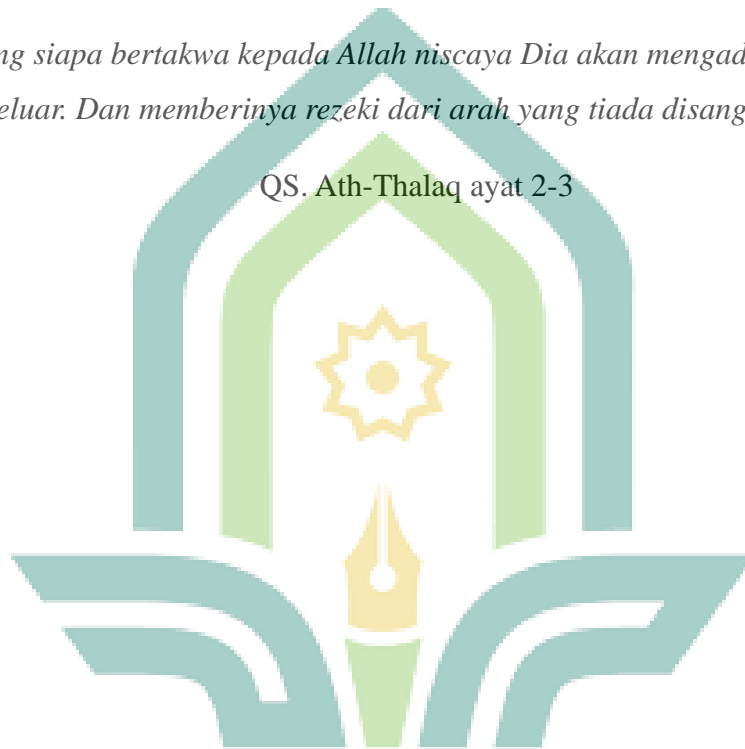 ng siapa bertakwa kepada Allah niscaya Dia akan mengad
eluar. Dan memberinya rezeki dari arah yang tiada disang
QS. Ath-Thalaq ayat 2-3